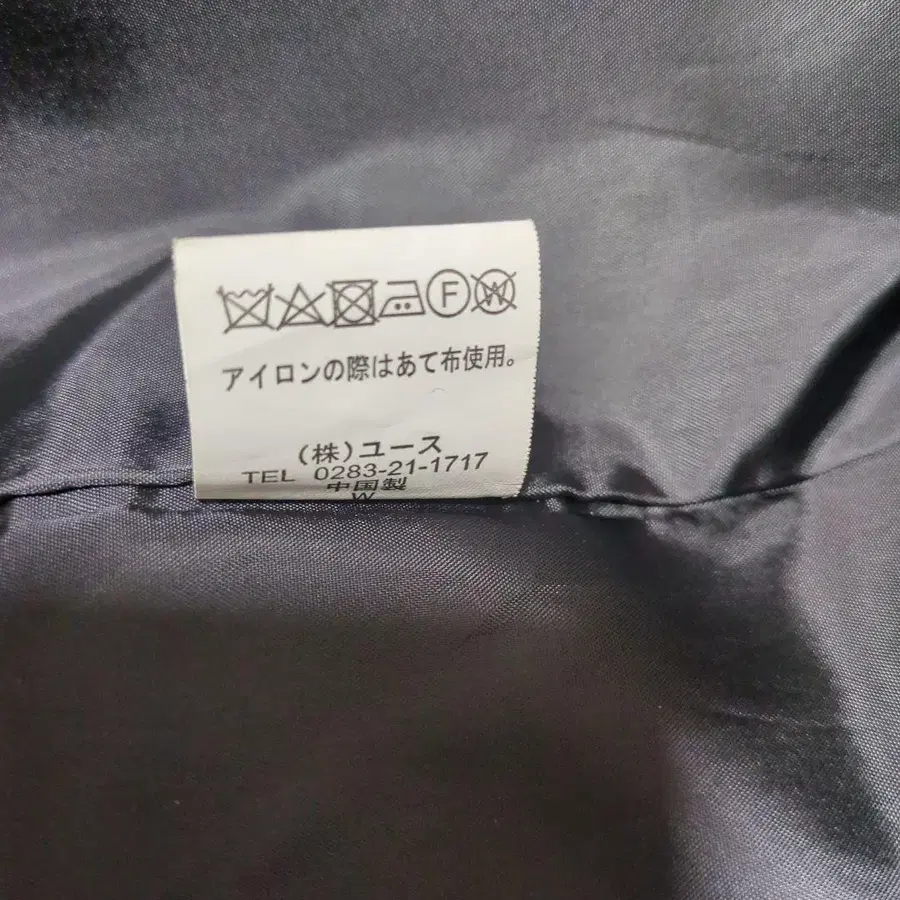 F W
アイロンの際はあて布使用。
(株)ユース
TEL 0283-21-1717
中国製
W